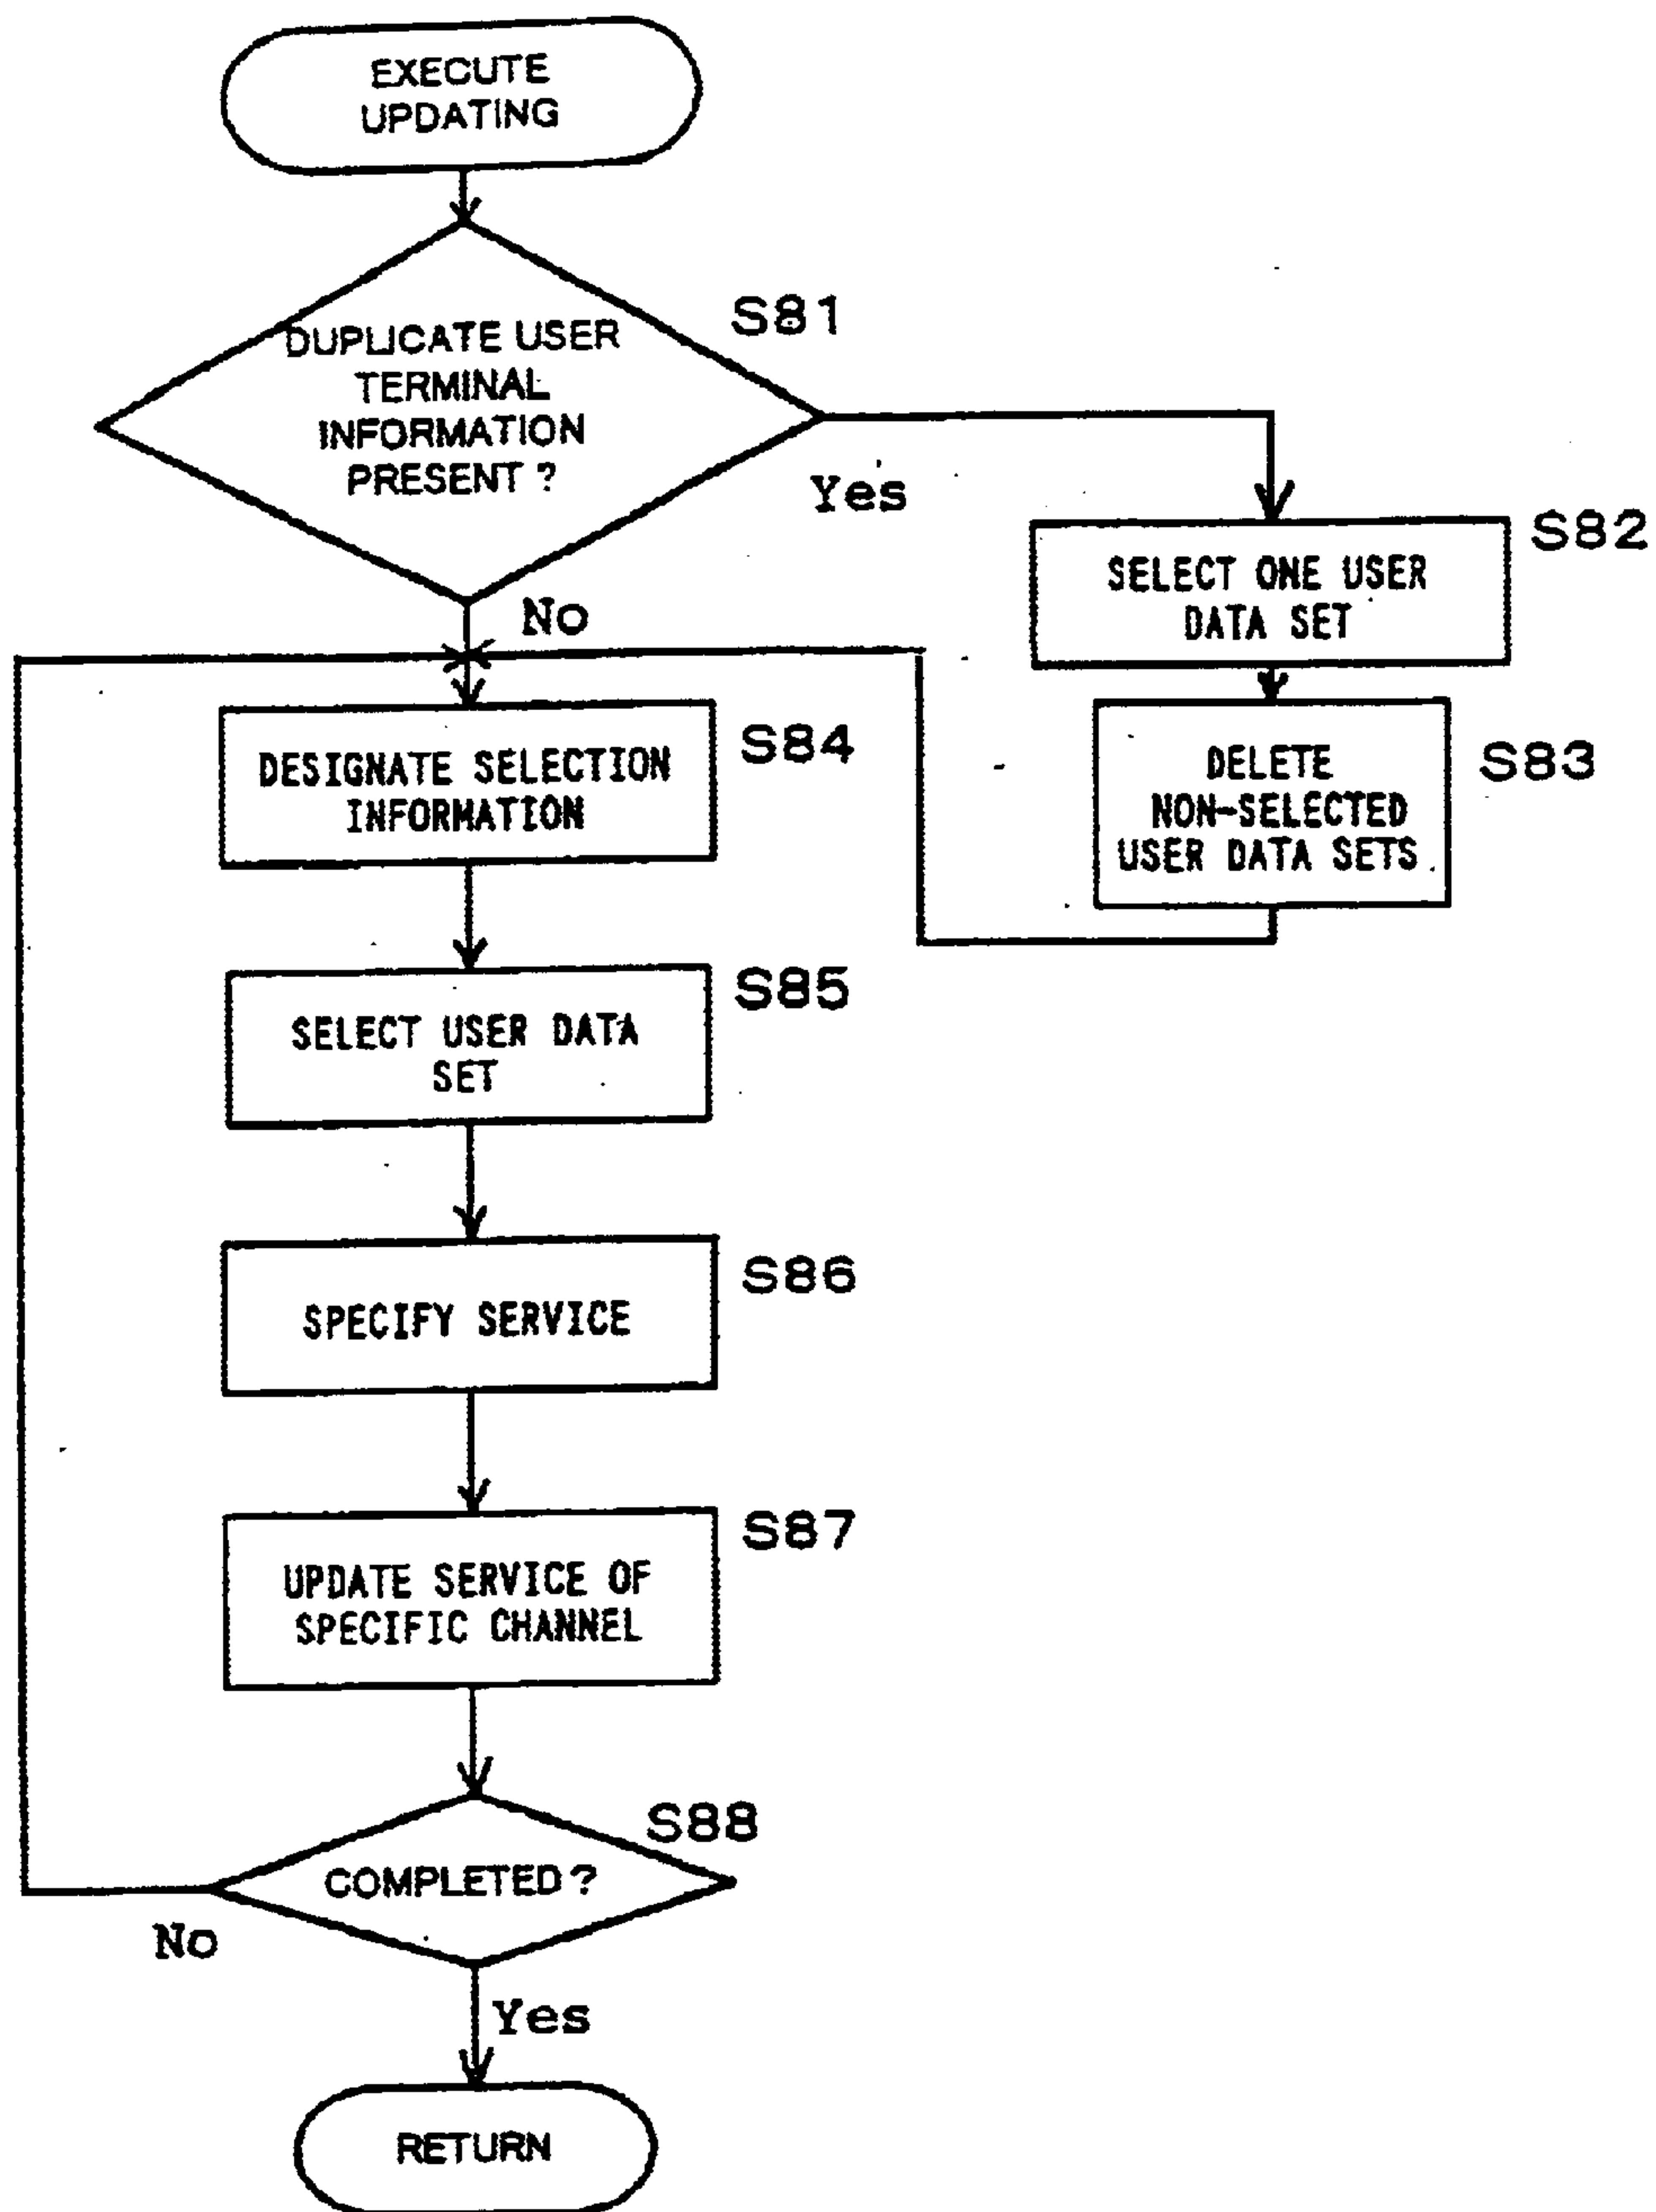 EXECUTE
UPDATING
S81
DUPLICATE USER
TERMINAL
INFORMATION
PRESENT ?
Yes
No
S82
SELECT ONE USER
DATA SET
S83
DELETE
NON-SELECTED
USER DATA SETS
S84
DESIGNATE SELECTION
INFORMATION
S85
SELECT USER DATA
SET
S86
SPECIFY SERVICE
S87
UPDATE SERVICE OF
SPECIFIC CHANNEL
S88
COMPLETED ?
No
Yes
RETURN